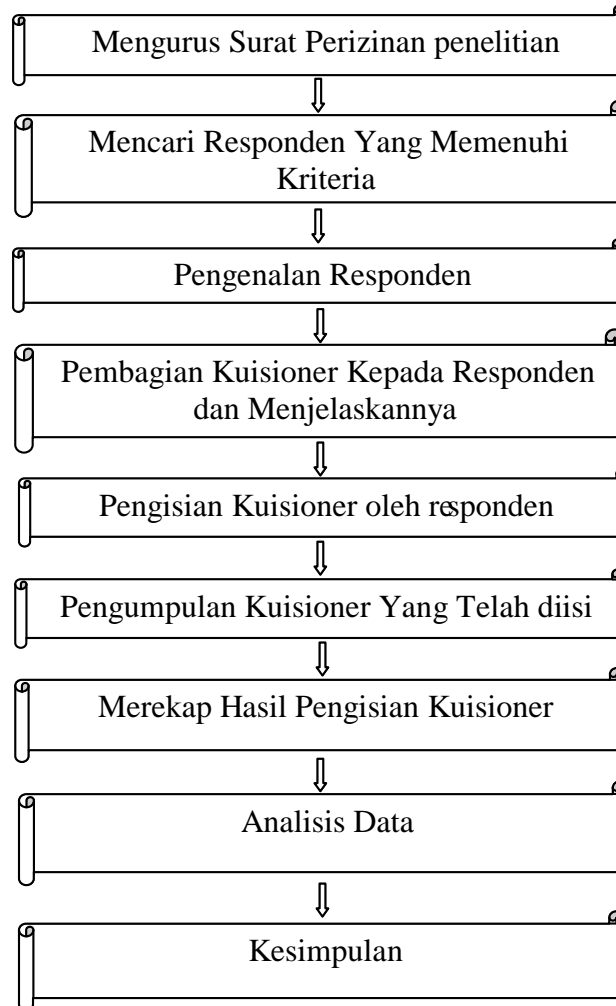 Mengurus Surat Perizinan penelitian
Mencari Responden Yang Memenuhi
Kriteria
Pengenalan Responden
Pembagian Kuisioner Kepada Responden
dan Menjelaskannya
Pengisian Kuisioner oleh responden
Pengumpulan Kuisioner Yang Telah diisi
Merekap Hasil Pengisian Kuisioner
Analisis Data
Kesimpulan